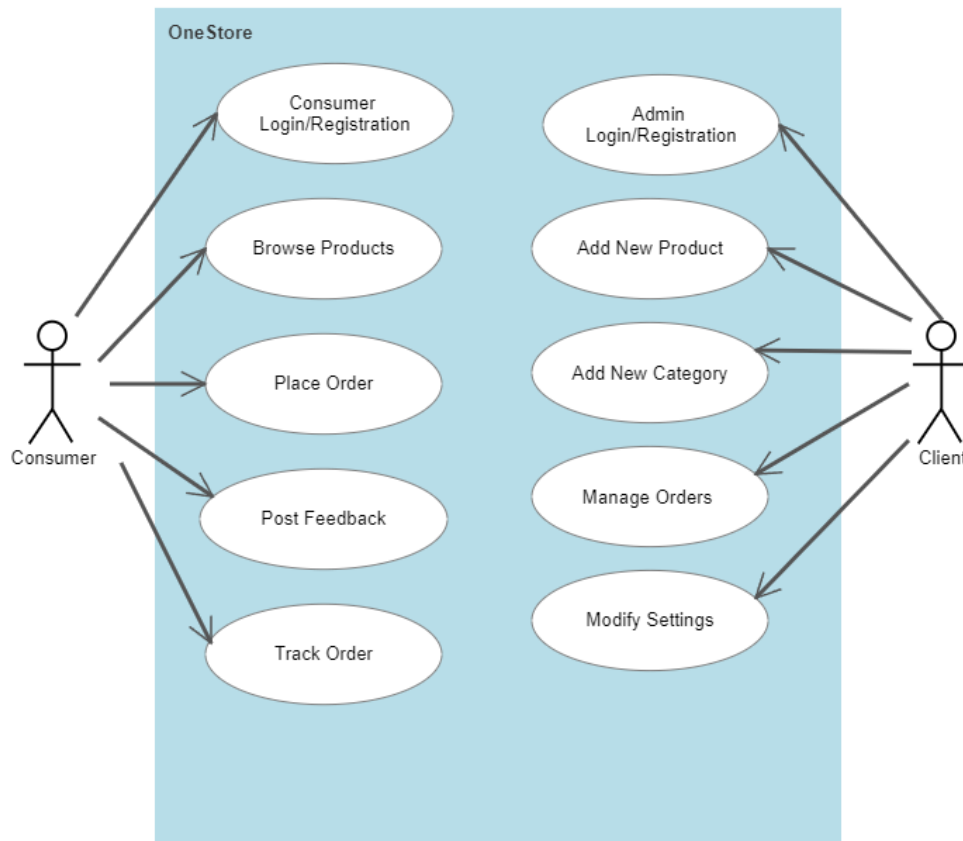 OneStore
Consumer
Login/Registration
Admin
Login/Registration
Browse Products
Add New Product
Place Order
Add New Category
Consumer
Client
Post Feedback
Manage Orders
Track Order
Modify Settings